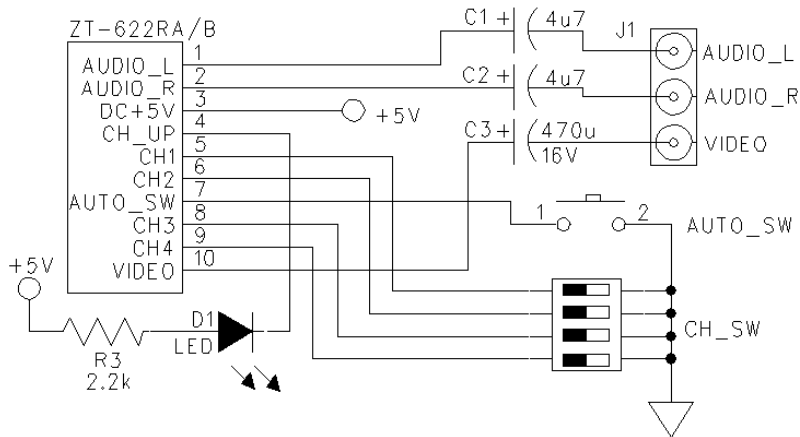 ZT-622RA/B
AUDIO_L 1
AUDIO_R 2
DC+5V 3
CH_UP 4
CH1 5
CH2 6
AUTO_SW 7
CH3 8
CH4 9
VIDEO 10
C1 + 4u7
C2 + 4u7
C3 + 470u
16V
J1
AUDIO_L
AUDIO_R
VIDEO
+5V
1 2
AUTO_SW
CH_SW
+5V
R3
2.2k
D1
LED